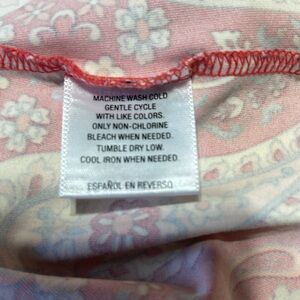 MACHINE WASH COLD
GENTLE CYCLE
WITH LIKE COLORS.
ONLY NON-CHLORINE
BLEACH WHEN NEEDED.
TUMBLE DRY LOW.
COOL IRON WHEN NEEDED.
ESPAÑOL EN REVERSO